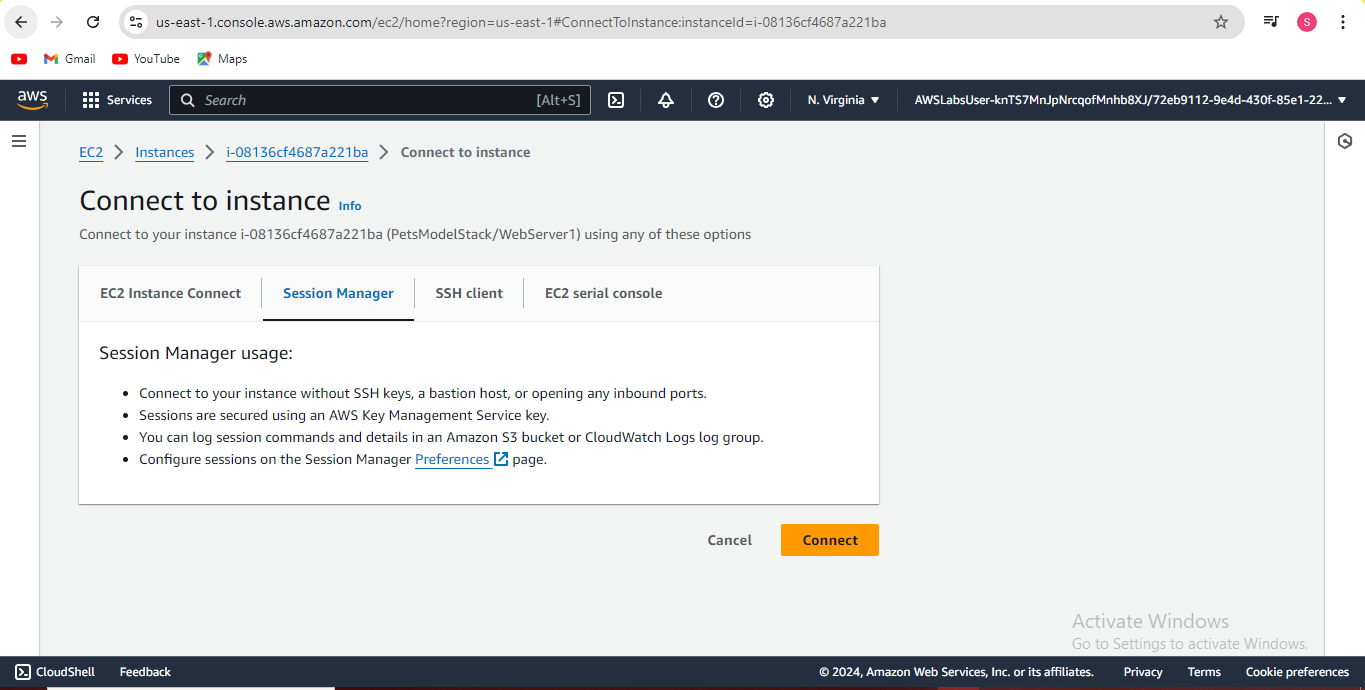 us-east-1.console.aws.amazon.com/ec2/home?region=us-east-1#ConnectToInstance:instanceId=i-08136cf4687a221ba
S
Gmail YouTube Maps
aws Services Search [Alt+S] N. Virginia ▼ AWSLabsUser-knTS7MnJpNrcqofMnhb8XJ/72eb9112-9e4d-430f-85e1-22... ▼
EC2 > Instances > i-08136cf4687a221ba > Connect to instance
Connect to instance Info
Connect to your instance i-08136cf4687a221ba (PetsModelStack/WebServer1) using any of these options
EC2 Instance Connect Session Manager SSH client EC2 serial console
Session Manager usage:
• Connect to your instance without SSH keys, a bastion host, or opening any inbound ports.
• Sessions are secured using an AWS Key Management Service key.
• You can log session commands and details in an Amazon S3 bucket or CloudWatch Logs log group.
• Configure sessions on the Session Manager Preferences page.
Cancel Connect
Activate Windows
Go to Settings to activate Windows.
CloudShell Feedback © 2024, Amazon Web Services, Inc. or its affiliates. Privacy Terms Cookie preferences